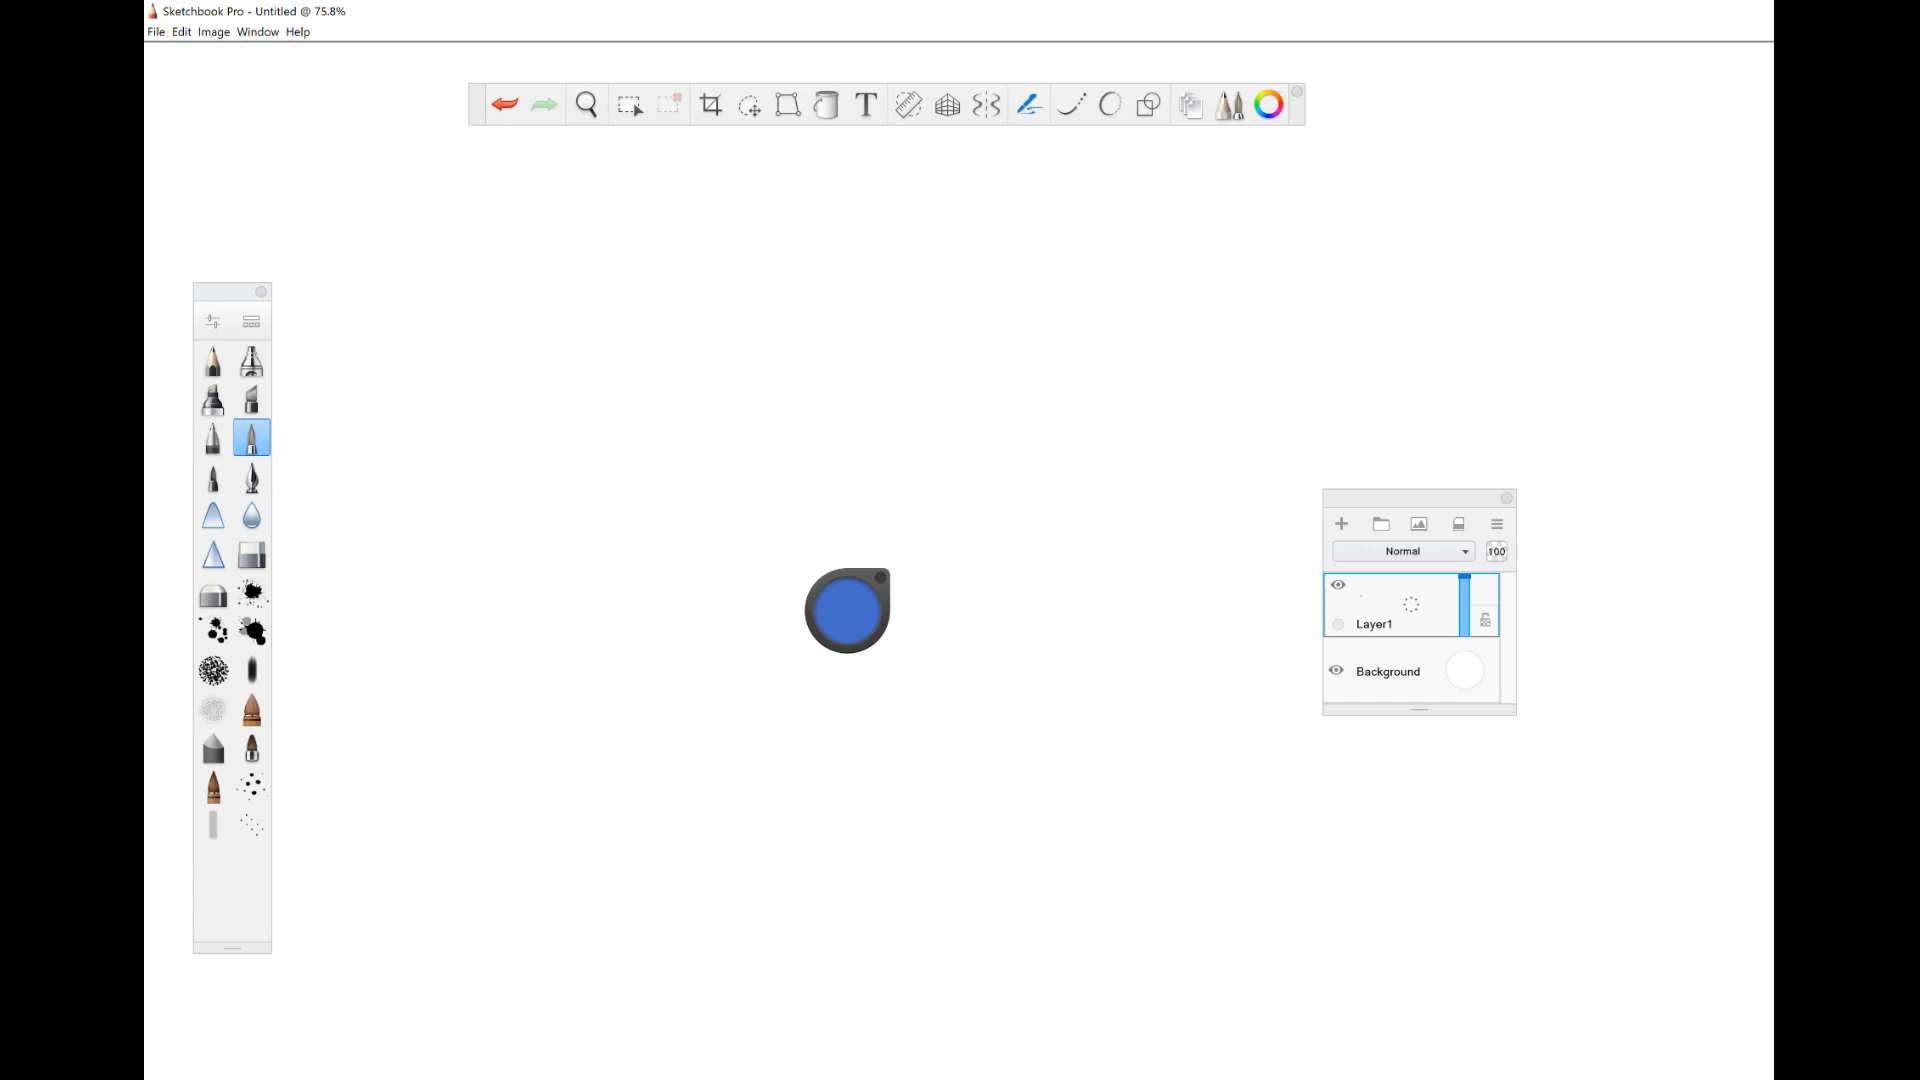 Sketchbook Pro - Untitled @ 75.8%
File Edit Image Window Help
T
Normal 100
Layer1
Background